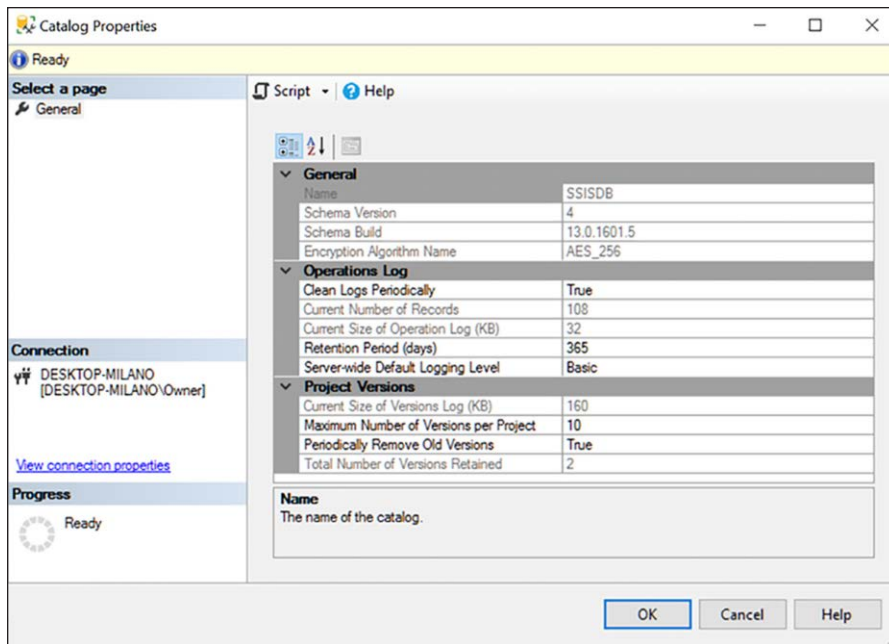 Catalog Properties
Ready
Select a page
General
Script
Help
General
Name SSISDB
Schema Version 4
Schema Build 13.0.1601.5
Encryption Algorithm Name AES_256
Operations Log
Clean Logs Periodically True
Current Number of Records 108
Current Size of Operation Log (KB) 32
Retention Period (days) 365
Server-wide Default Logging Level Basic
Project Versions
Current Size of Versions Log (KB) 160
Maximum Number of Versions per Project 10
Periodically Remove Old Versions True
Total Number of Versions Retained 2
Connection
DESKTOP-MILANO
[DESKTOP-MILANO\Owner]
View connection properties
Progress
Ready
Name
The name of the catalog.
OK
Cancel
Help